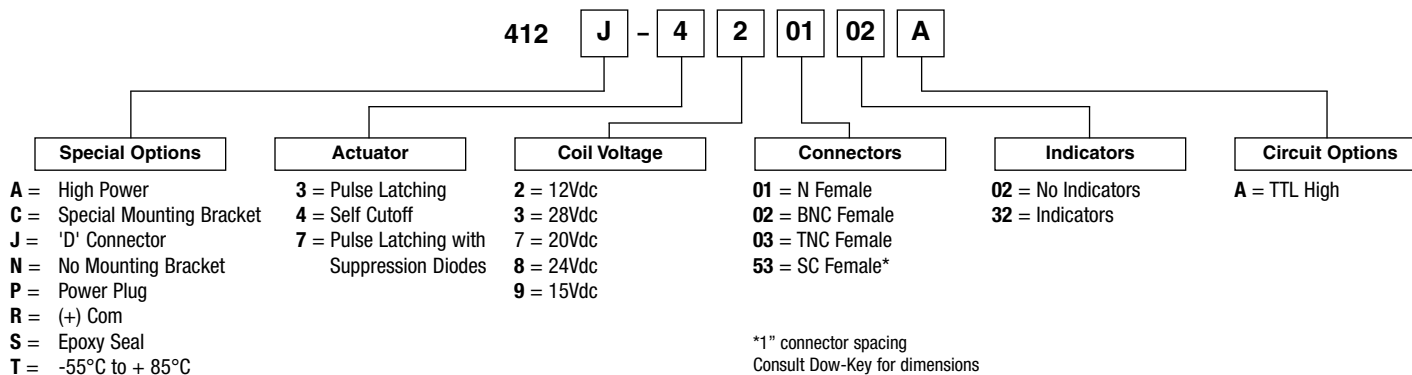 412 J – 4 2 01 02 A
Special Options
A = High Power
C = Special Mounting Bracket
J = 'D' Connector
N = No Mounting Bracket
P = Power Plug
R = (+) Com
S = Epoxy Seal
T = -55°C to + 85°C
Actuator
3 = Pulse Latching
4 = Self Cutoff
7 = Pulse Latching with
Suppression Diodes
Coil Voltage
2 = 12Vdc
3 = 28Vdc
7 = 20Vdc
8 = 24Vdc
9 = 15Vdc
Connectors
01 = N Female
02 = BNC Female
03 = TNC Female
53 = SC Female*
*1” connector spacing
Consult Dow-Key for dimensions
Indicators
02 = No Indicators
32 = Indicators
Circuit Options
A = TTL High